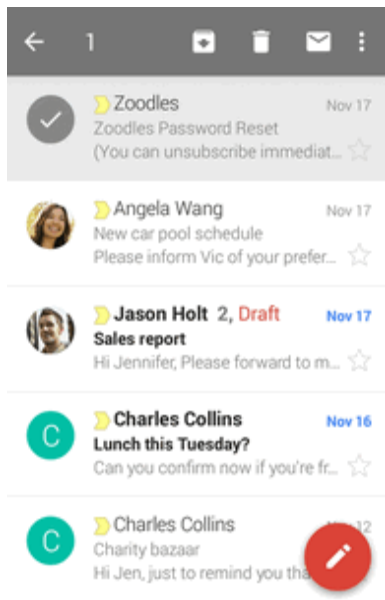 1
Zoodles Nov 17
Zoodles Password Reset
(You can unsubscribe immediat...
Angela Wang Nov 17
New car pool schedule
Please inform Vic of your prefer...
Jason Holt 2, Draft Nov 17
Sales report
Hi Jennifer, Please forward to m...
C
Charles Collins Nov 16
Lunch this Tuesday?
Can you confirm now if you're fr...
C
Charles Collins 12
Charity bazaar
Hi Jen, just to remind you tha